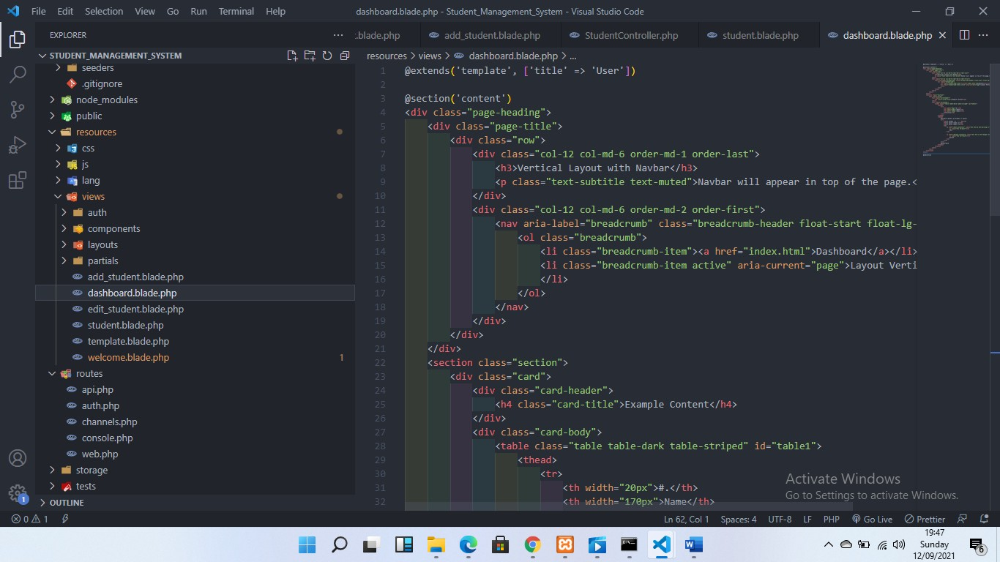 File Edit Selection View Go Run Terminal Help
dashboard.blade.php - Student_Management_System - Visual Studio Code
EXPLORER
.blade.php
add_student.blade.php
StudentController.php
student.blade.php
dashboard.blade.php
STUDENT_MANAGEMENT_SYSTEM
seeders
.gitignore
node_modules
public
resources
css
js
lang
views
auth
components
layouts
partials
add_student.blade.php
dashboard.blade.php
edit_student.blade.php
student.blade.php
template.blade.php
welcome.blade.php 1
routes
api.php
auth.php
channels.php
console.php
web.php
storage
tests
OUTLINE
resources > views > dashboard.blade.php > ...
1 @extends('template', ['title' => 'User'])
2
3 @section('content')
4 <div class="page-heading">
5 <div class="page-title">
6 <div class="row">
7 <div class="col-12 col-md-6 order-md-1 order-last">
8 <h3>Vertical Layout with Navbar</h3>
9 <p class="text-subtitle text-muted">Navbar will appear in top of the page.<
10 </div>
11 <div class="col-12 col-md-6 order-md-2 order-first">
12 <nav aria-label="breadcrumb" class="breadcrumb-header float-start float-lg-
13 <ol class="breadcrumb">
14 <li class="breadcrumb-item"><a href="index.html">Dashboard</a></li>
15 <li class="breadcrumb-item active" aria-current="page">Layout Verti
16 </li>
17 </ol>
18 </nav>
19 </div>
20 </div>
21 </div>
22 <section class="section">
23 <div class="card">
24 <div class="card-header">
25 <h4 class="card-title">Example Content</h4>
26 </div>
27 <div class="card-body">
28 <table class="table table-dark table-striped" id="table1">
29 <thead>
30 <tr>
31 <th width="20px">#.</th>
32 <th width="170px">Name</th>
Activate Windows
Go to Settings to activate Windows.
1
0 1
Ln 62, Col 1 Spaces: 4 UTF-8 LF PHP Go Live Prettier
19:47
Sunday
12/09/2021
6